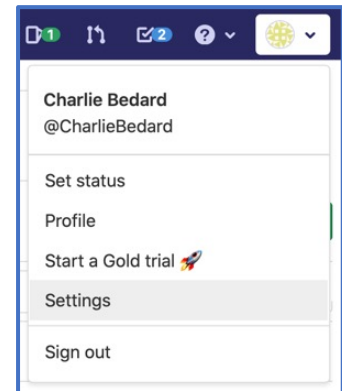 1 2 ?
Charlie Bedard
@CharlieBedard
Set status
Profile
Start a Gold trial 🚀
Settings
Sign out